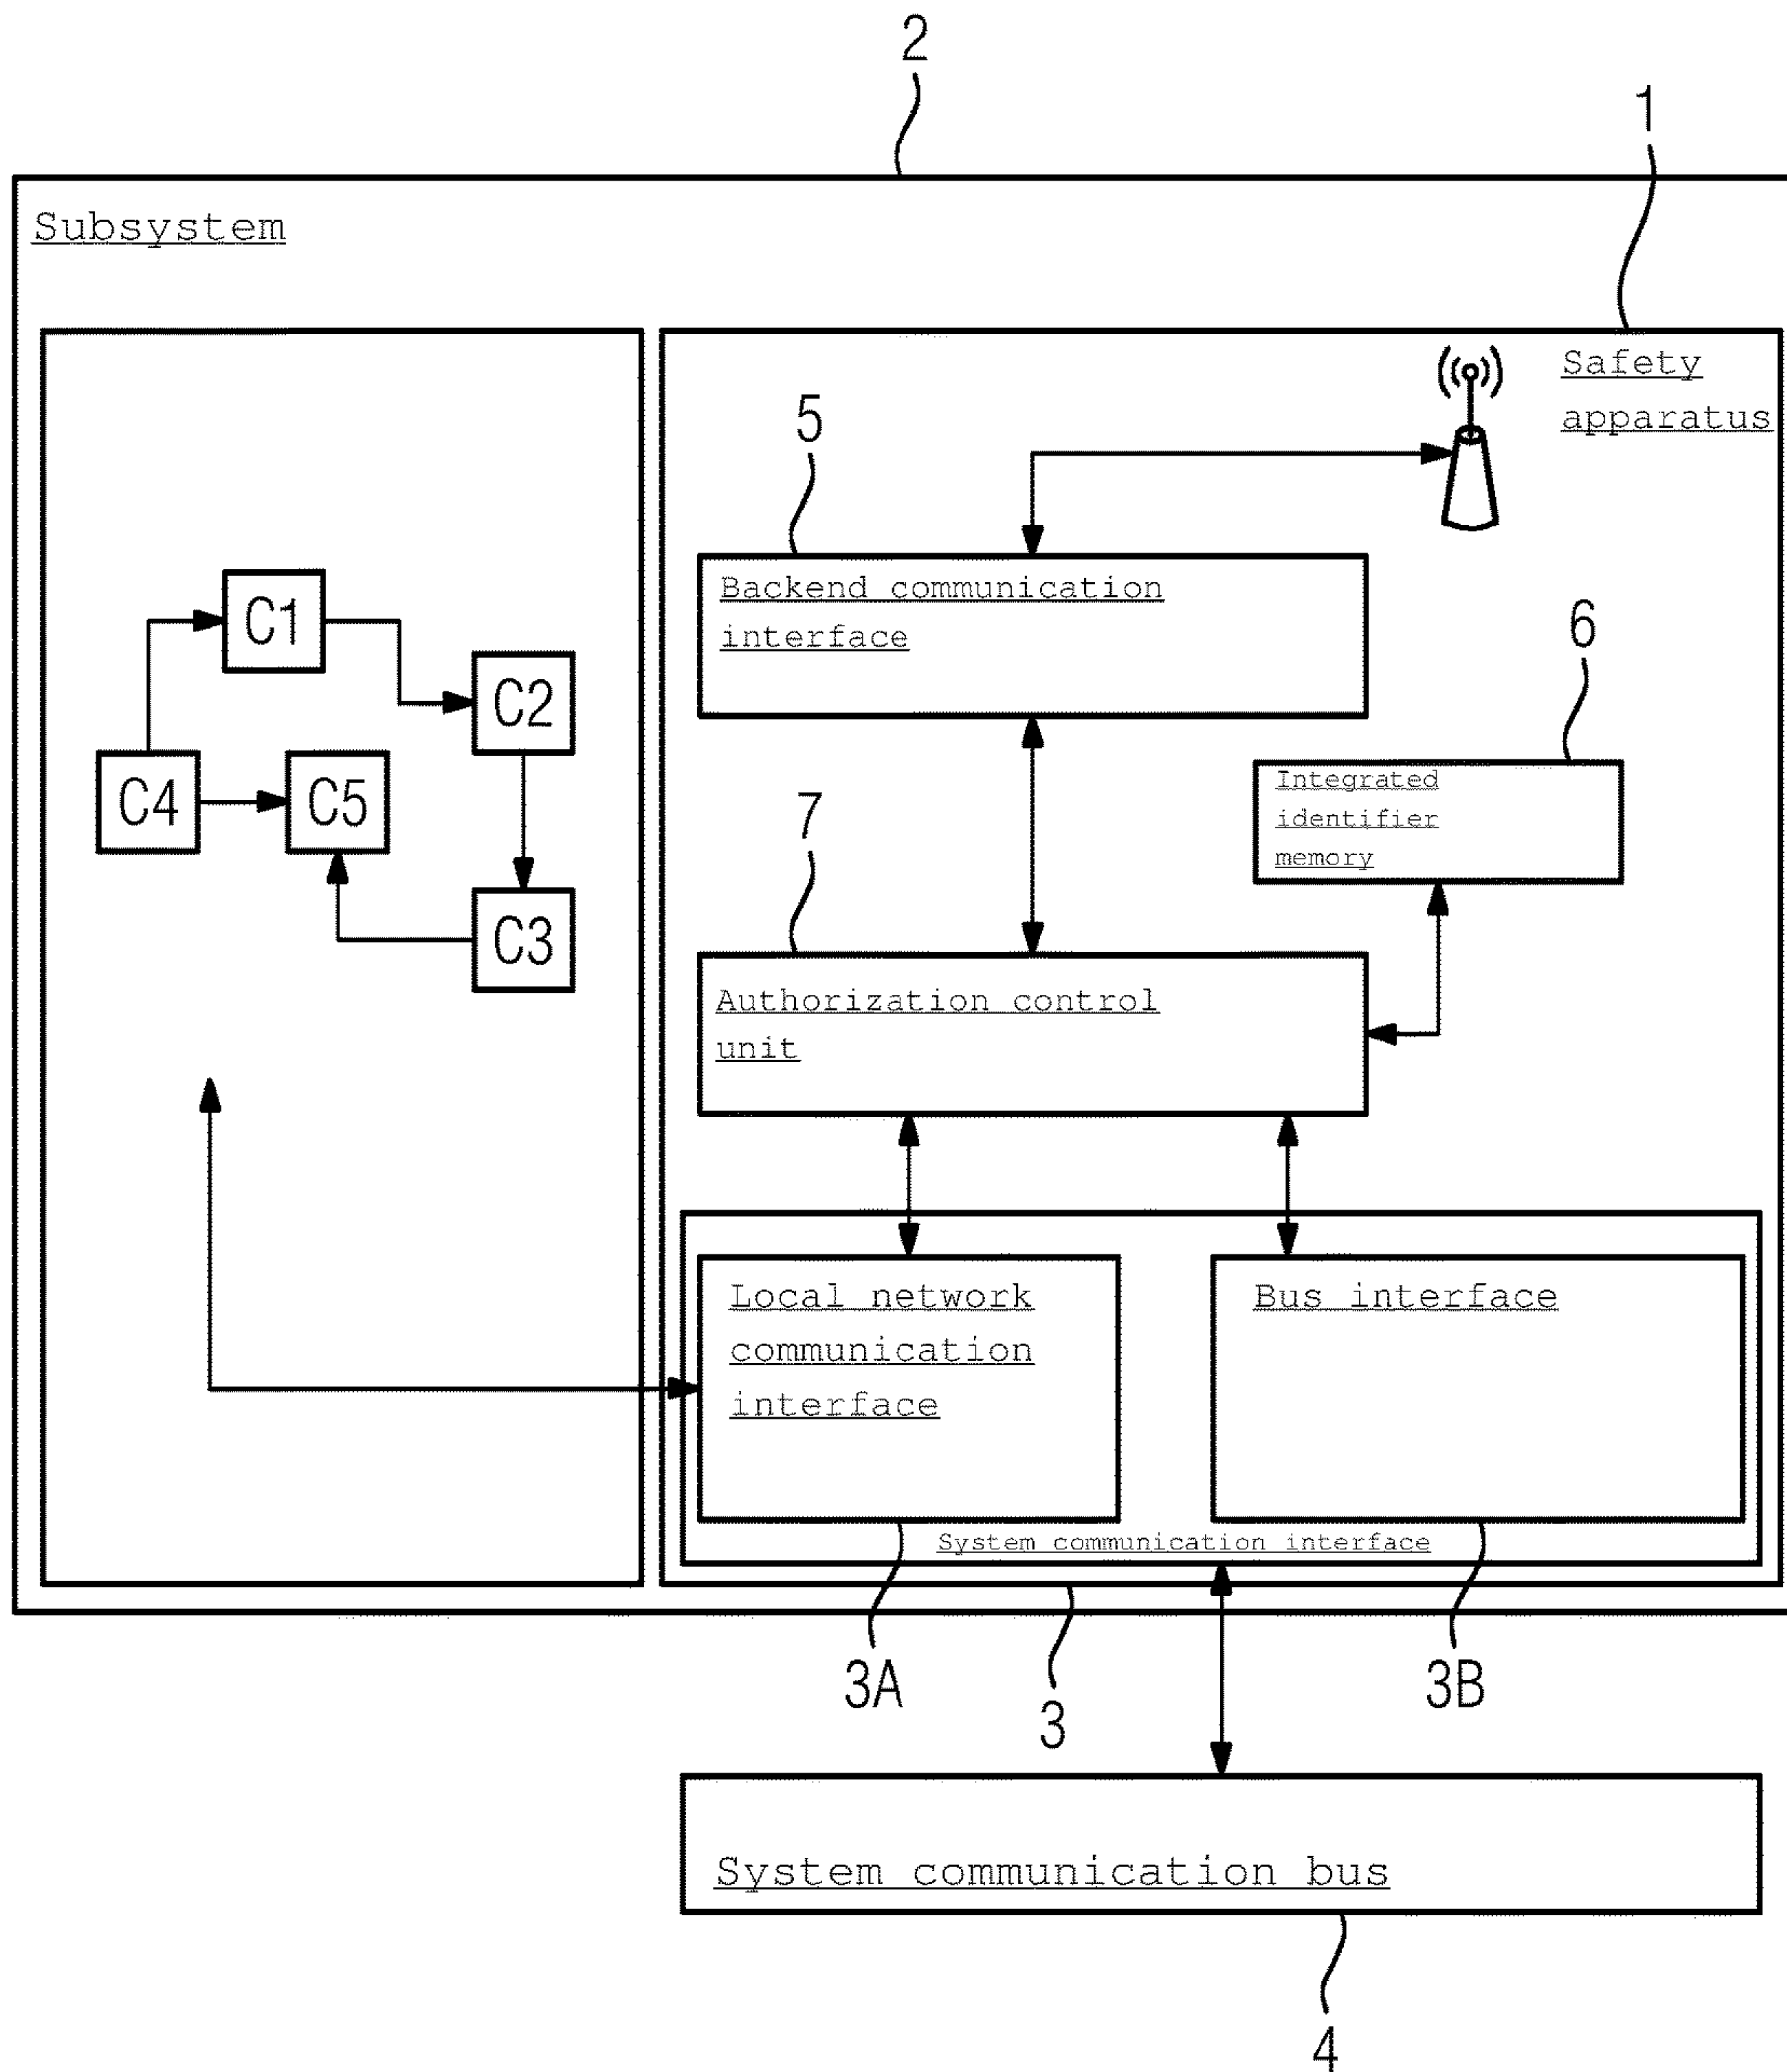 2
1
Subsystem
Safety
apparatus
5
Backend communication
interface
6
C1
C2
Integrated
identifier
memory
C4
C5
7
C3
Authorization control
unit
Local network
communication
interface
Bus interface
System communication interface
3A
3
3B
System communication bus
4